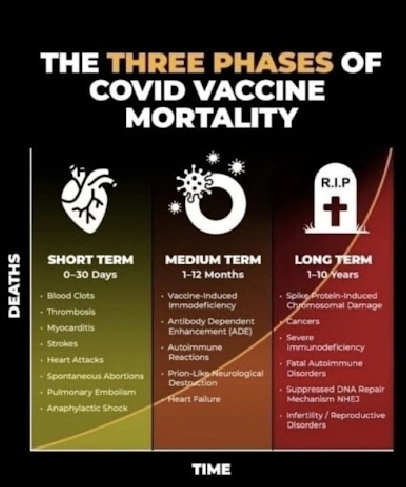 THE THREE PHASES OF
COVID VACCINE
MORTALITY
R.I.P
SHORT TERM
0–30 Days
• Blood Clots
• Thrombosis
• Myocarditis
• Strokes
• Heart Attacks
• Spontaneous Abortions
• Pulmonary Embolism
• Anaphylactic Shock
MEDIUM TERM
1–12 Months
• Vaccine-Induced
Immodeficiency
• Antibody Dependent
Enhancement (ADE)
• Autoimmune
Reactions
• Prion-Like Neurological
Destruction
• Heart Failure
LONG TERM
1–10 Years
• Spike Protein-Induced
Chromosomal Damage
• Cancers
• Severe
Immunodeficiency
• Fatal Autoimmune
Disorders
• Suppressed DNA Repair
Mechanism NHEJ
• Infertility / Reproductive
Disorders
DEATHS
TIME